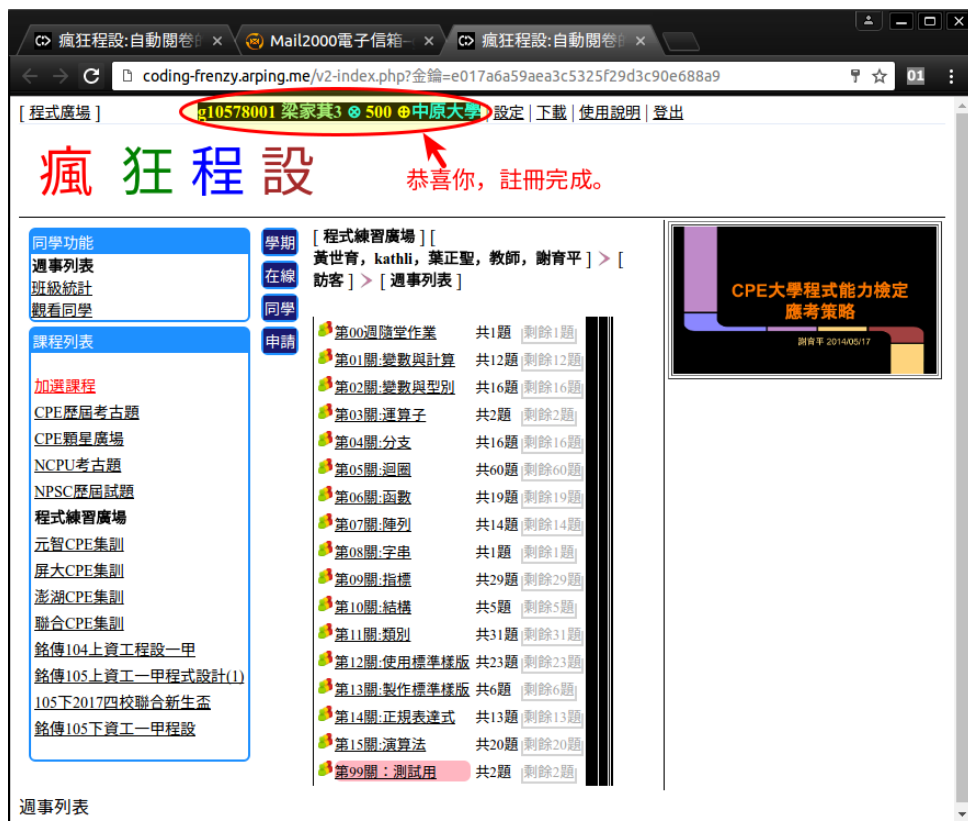 瘋狂程設:自動閱卷
Mail2000電子信箱–
瘋狂程設:自動閱卷
coding-frenzy.arping.me/v2-index.php?金鑰=e017a6a59aea3c5325f29d3c90e688a9
01
[ 程式廣場 ] g10578001 梁家萁3 ⊗ 500 ⊕中原大學 | 設定 | 下載 | 使用說明 | 登出
恭喜你，註冊完成。
瘋 狂 程 設
同學功能
週事列表
班級統計
觀看同學
課程列表
加選課程
CPE歷屆考古題
CPE顆星廣場
NCPU考古題
NPSC歷屆試題
程式練習廣場
元智CPE集訓
屏大CPE集訓
澎湖CPE集訓
聯合CPE集訓
銘傳104上資工程設一甲
銘傳105上資工一甲程式設計(1)
105下2017四校聯合新生盃
銘傳105下資工一甲程設
學期
在線
同學
申請
[ 程式練習廣場 ] [
黃世育，kathli，葉正聖，教師，謝育平 ] ＞ [
訪客 ] ＞ [ 週事列表 ]
第00週隨堂作業 共1題 剩餘1題
第01關:變數與計算 共12題 剩餘12題
第02關:變數與型別 共16題 剩餘16題
第03關:運算子 共2題 剩餘2題
第04關:分支 共16題 剩餘16題
第05關:迴圈 共60題 剩餘60題
第06關:函數 共19題 剩餘19題
第07關:陣列 共14題 剩餘14題
第08關:字串 共1題 剩餘1題
第09關:指標 共29題 剩餘29題
第10關:結構 共5題 剩餘5題
第11關:類別 共31題 剩餘31題
第12關:使用標準樣版 共23題 剩餘23題
第13關:製作標準樣版 共6題 剩餘6題
第14關:正規表達式 共13題 剩餘13題
第15關:演算法 共20題 剩餘20題
第99關：測試用 共2題 剩餘2題
CPE大學程式能力檢定
應考策略
謝育平 2014/05/17
週事列表